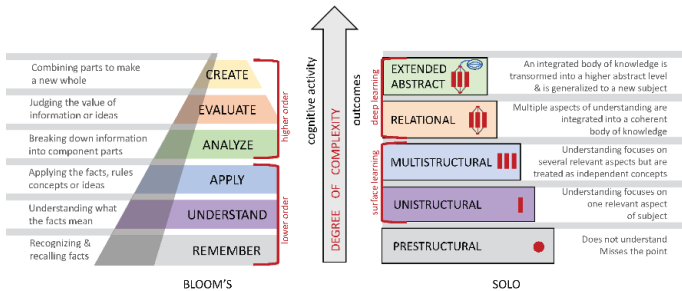 Combining parts to make
a new whole
CREATE
Judging the value of
information or ideas
EVALUATE
Breaking down information
into component parts
ANALYZE
higher order
Applying the facts, rules
concepts or ideas
APPLY
Understanding what
the facts mean
UNDERSTAND
Recognizing &
recalling facts
REMEMBER
lower order
BLOOM'S
cognitive activity
DEGREE OF COMPLEXITY
outcomes
deep learning
EXTENDED
ABSTRACT
An integrated body of knowledge is
transormed into a higher abstract level
& is generalized to a new subject
RELATIONAL
Multiple aspects of understanding are
integrated into a coherent
body of knowledge
surface learning
MULTISTRUCTURAL
Understanding focuses on
several relevant aspects but are
treated as independent concepts
UNISTRUCTURAL
Understanding focuses on
one relevant aspect
of subject
PRESTRUCTURAL
Does not understand
Misses the point
SOLO